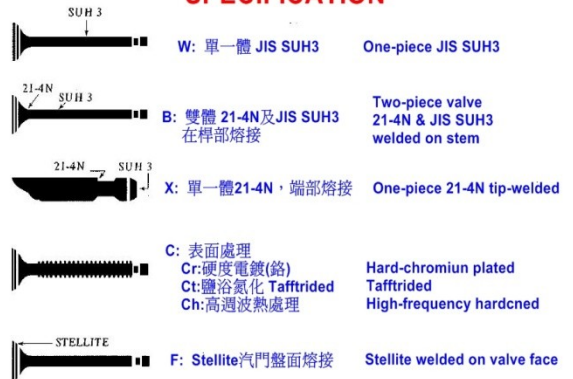 SPECIFICATION
SUH 3
W: 單一體 JIS SUH3 One-piece JIS SUH3
21-4N
SUH 3
B: 雙體 21-4N及JIS SUH3
在桿部熔接
Two-piece valve
21-4N & JIS SUH3
welded on stem
21-4N SUH 3
X: 單一體21-4N,端部熔接 One-piece 21-4N tip-welded
C: 表面處理
Cr:硬度電鍍(鉻) Hard-chromiun plated
Ct:鹽浴氮化 Tafftrided Tafftrided
Ch:高週波熱處理 High-frequency hardcned
STELLITE
F: Stellite汽門盤面熔接 Stellite welded on valve face